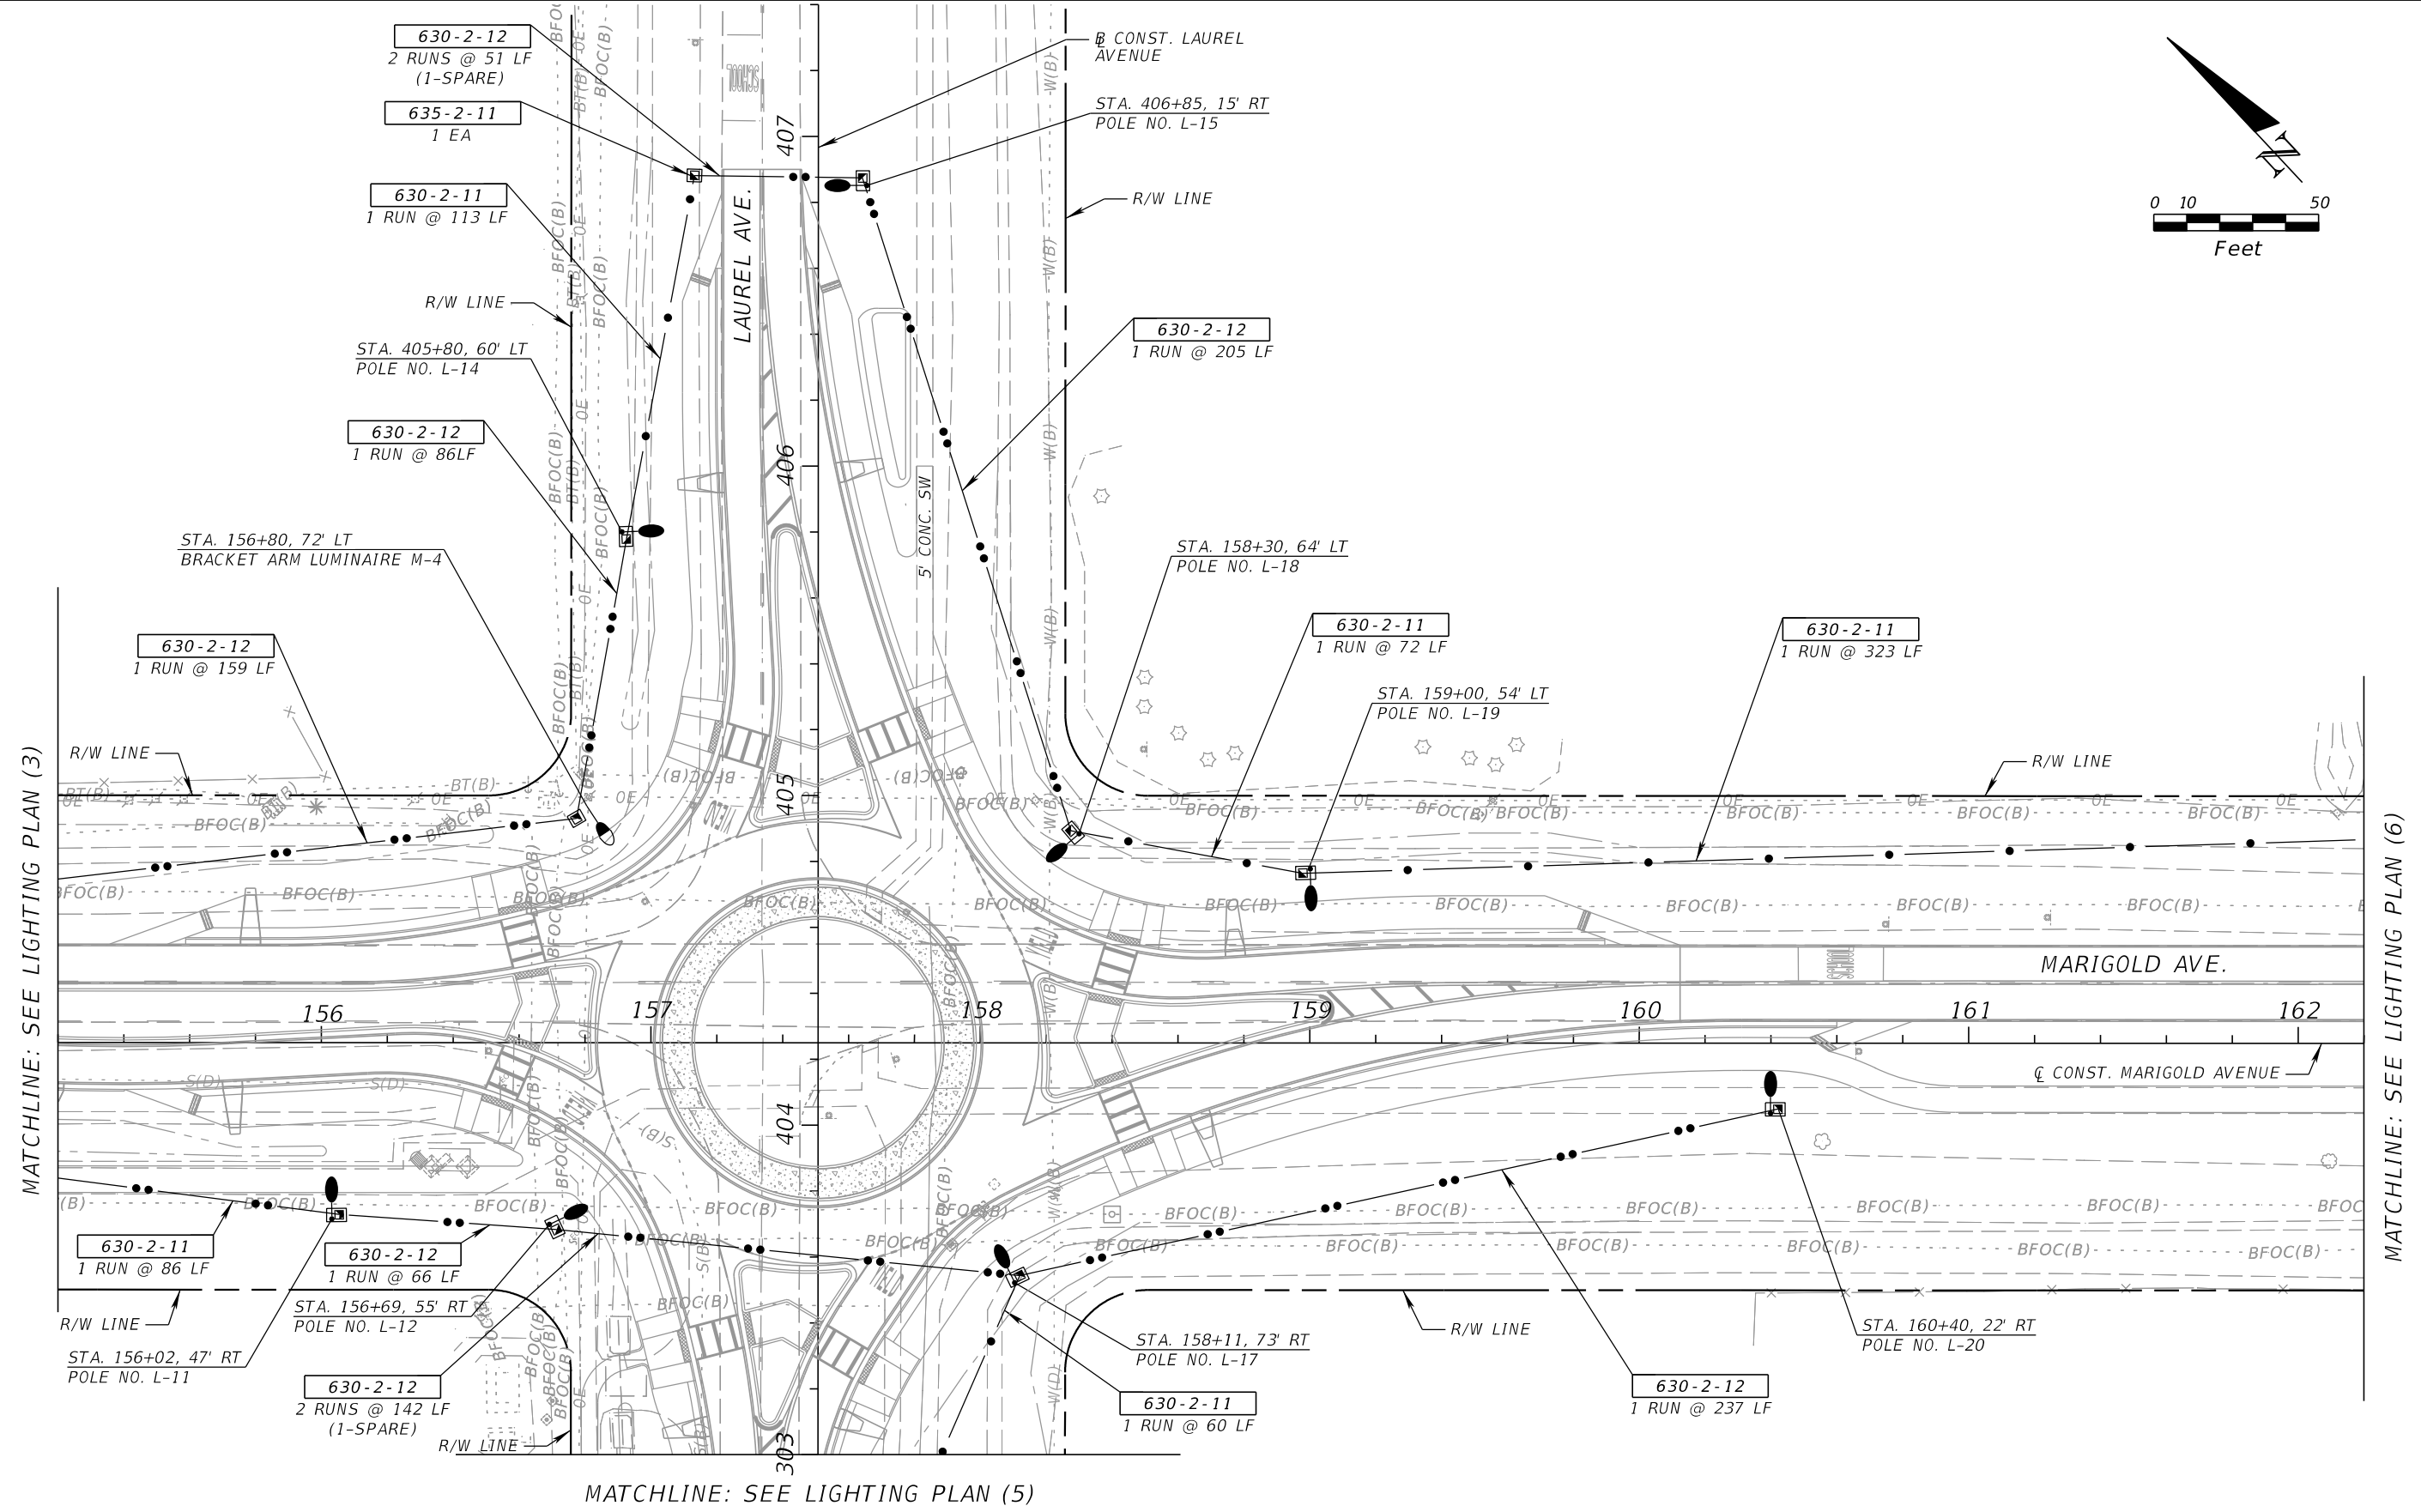 630-2-12
2 RUNS @ 51 LF
(1-SPARE)
635-2-11
1 EA
630-2-11
1 RUN @ 113 LF
R/W LINE
STA. 405+80, 60' LT
POLE NO. L-14
630-2-12
1 RUN @ 86LF
STA. 156+80, 72' LT
BRACKET ARM LUMINAIRE M-4
630-2-12
1 RUN @ 159 LF
R/W LINE
CONST. LAUREL
AVENUE
STA. 406+85, 15' RT
POLE NO. L-15
R/W LINE
N
0 10 50
Feet
407
406
405
404
303
LAUREL AVE.
SCHOOL
5' CONC. SW
630-2-12
1 RUN @ 205 LF
STA. 158+30, 64' LT
POLE NO. L-18
630-2-11
1 RUN @ 72 LF
STA. 159+00, 54' LT
POLE NO. L-19
630-2-11
1 RUN @ 323 LF
R/W LINE
MARIGOLD AVE.
SCHOOL
156
157
158
159
160
161
162
℄ CONST. MARIGOLD AVENUE
MATCHLINE: SEE LIGHTING PLAN (3)
MATCHLINE: SEE LIGHTING PLAN (6)
630-2-11
1 RUN @ 86 LF
630-2-12
1 RUN @ 66 LF
R/W LINE
STA. 156+69, 55' RT
POLE NO. L-12
STA. 156+02, 47' RT
POLE NO. L-11
630-2-12
2 RUNS @ 142 LF
(1-SPARE)
R/W LINE
STA. 158+11, 73' RT
POLE NO. L-17
630-2-11
1 RUN @ 60 LF
R/W LINE
630-2-12
1 RUN @ 237 LF
STA. 160+40, 22' RT
POLE NO. L-20
BFOC(B)
BT(B)
OE
W(B)
W(D)
S(D)
S(B)
MATCHLINE: SEE LIGHTING PLAN (5)